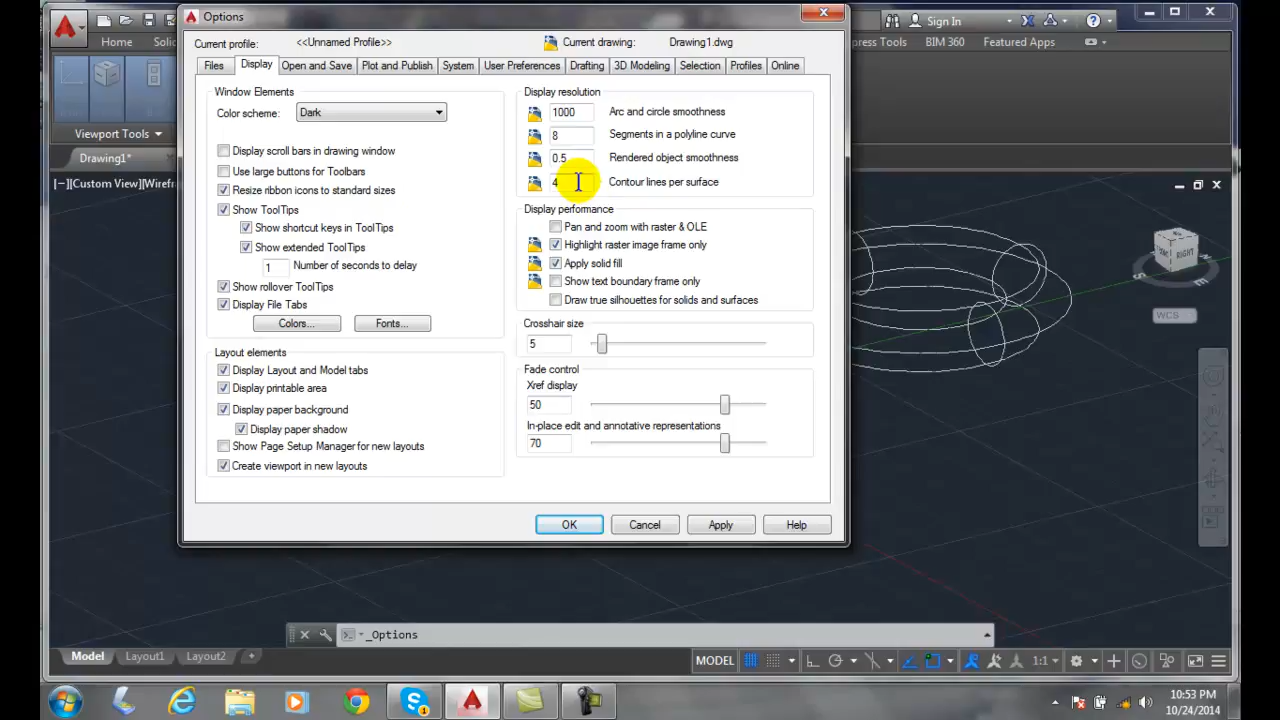 Options
Sign In
Home
Solid
press Tools
BIM 360
Featured Apps
Current profile:
<<Unnamed Profile>>
Current drawing:
Drawing1.dwg
Files
Display
Open and Save
Plot and Publish
System
User Preferences
Drafting
3D Modeling
Selection
Profiles
Online
Viewport Tools
Drawing1*
[−][Custom View][Wirefr
Window Elements
Color scheme:
Dark
Display scroll bars in drawing window
Use large buttons for Toolbars
Resize ribbon icons to standard sizes
Show ToolTips
Show shortcut keys in ToolTips
Show extended ToolTips
1
Number of seconds to delay
Show rollover ToolTips
Display File Tabs
Colors...
Fonts...
Layout elements
Display Layout and Model tabs
Display printable area
Display paper background
Display paper shadow
Show Page Setup Manager for new layouts
Create viewport in new layouts
Display resolution
1000
Arc and circle smoothness
8
Segments in a polyline curve
0.5
Rendered object smoothness
4
Contour lines per surface
Display performance
Pan and zoom with raster & OLE
Highlight raster image frame only
Apply solid fill
Show text boundary frame only
Draw true silhouettes for solids and surfaces
Crosshair size
5
Fade control
Xref display
50
In-place edit and annotative representations
70
OK
Cancel
Apply
Help
RIGHT
S
E
WCS
_Options
Model
Layout1
Layout2
MODEL
1:1
10:53 PM
10/24/2014